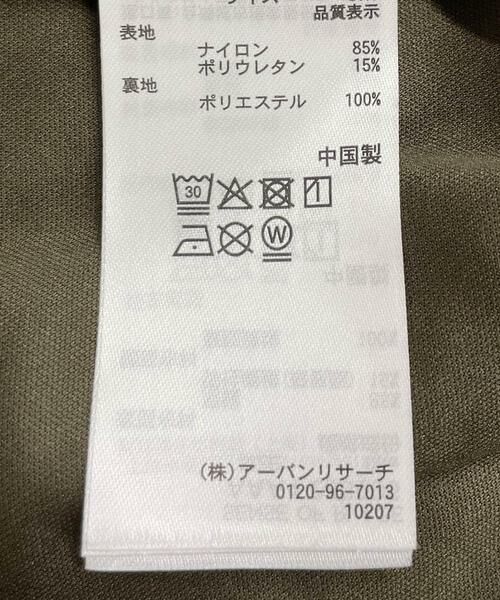 品質表示
表地
ナイロン 85%
ポリウレタン 15%
裏地
ポリエステル 100%
中国製
30
W
(株)アーバンリサーチ
0120-96-7013
10207